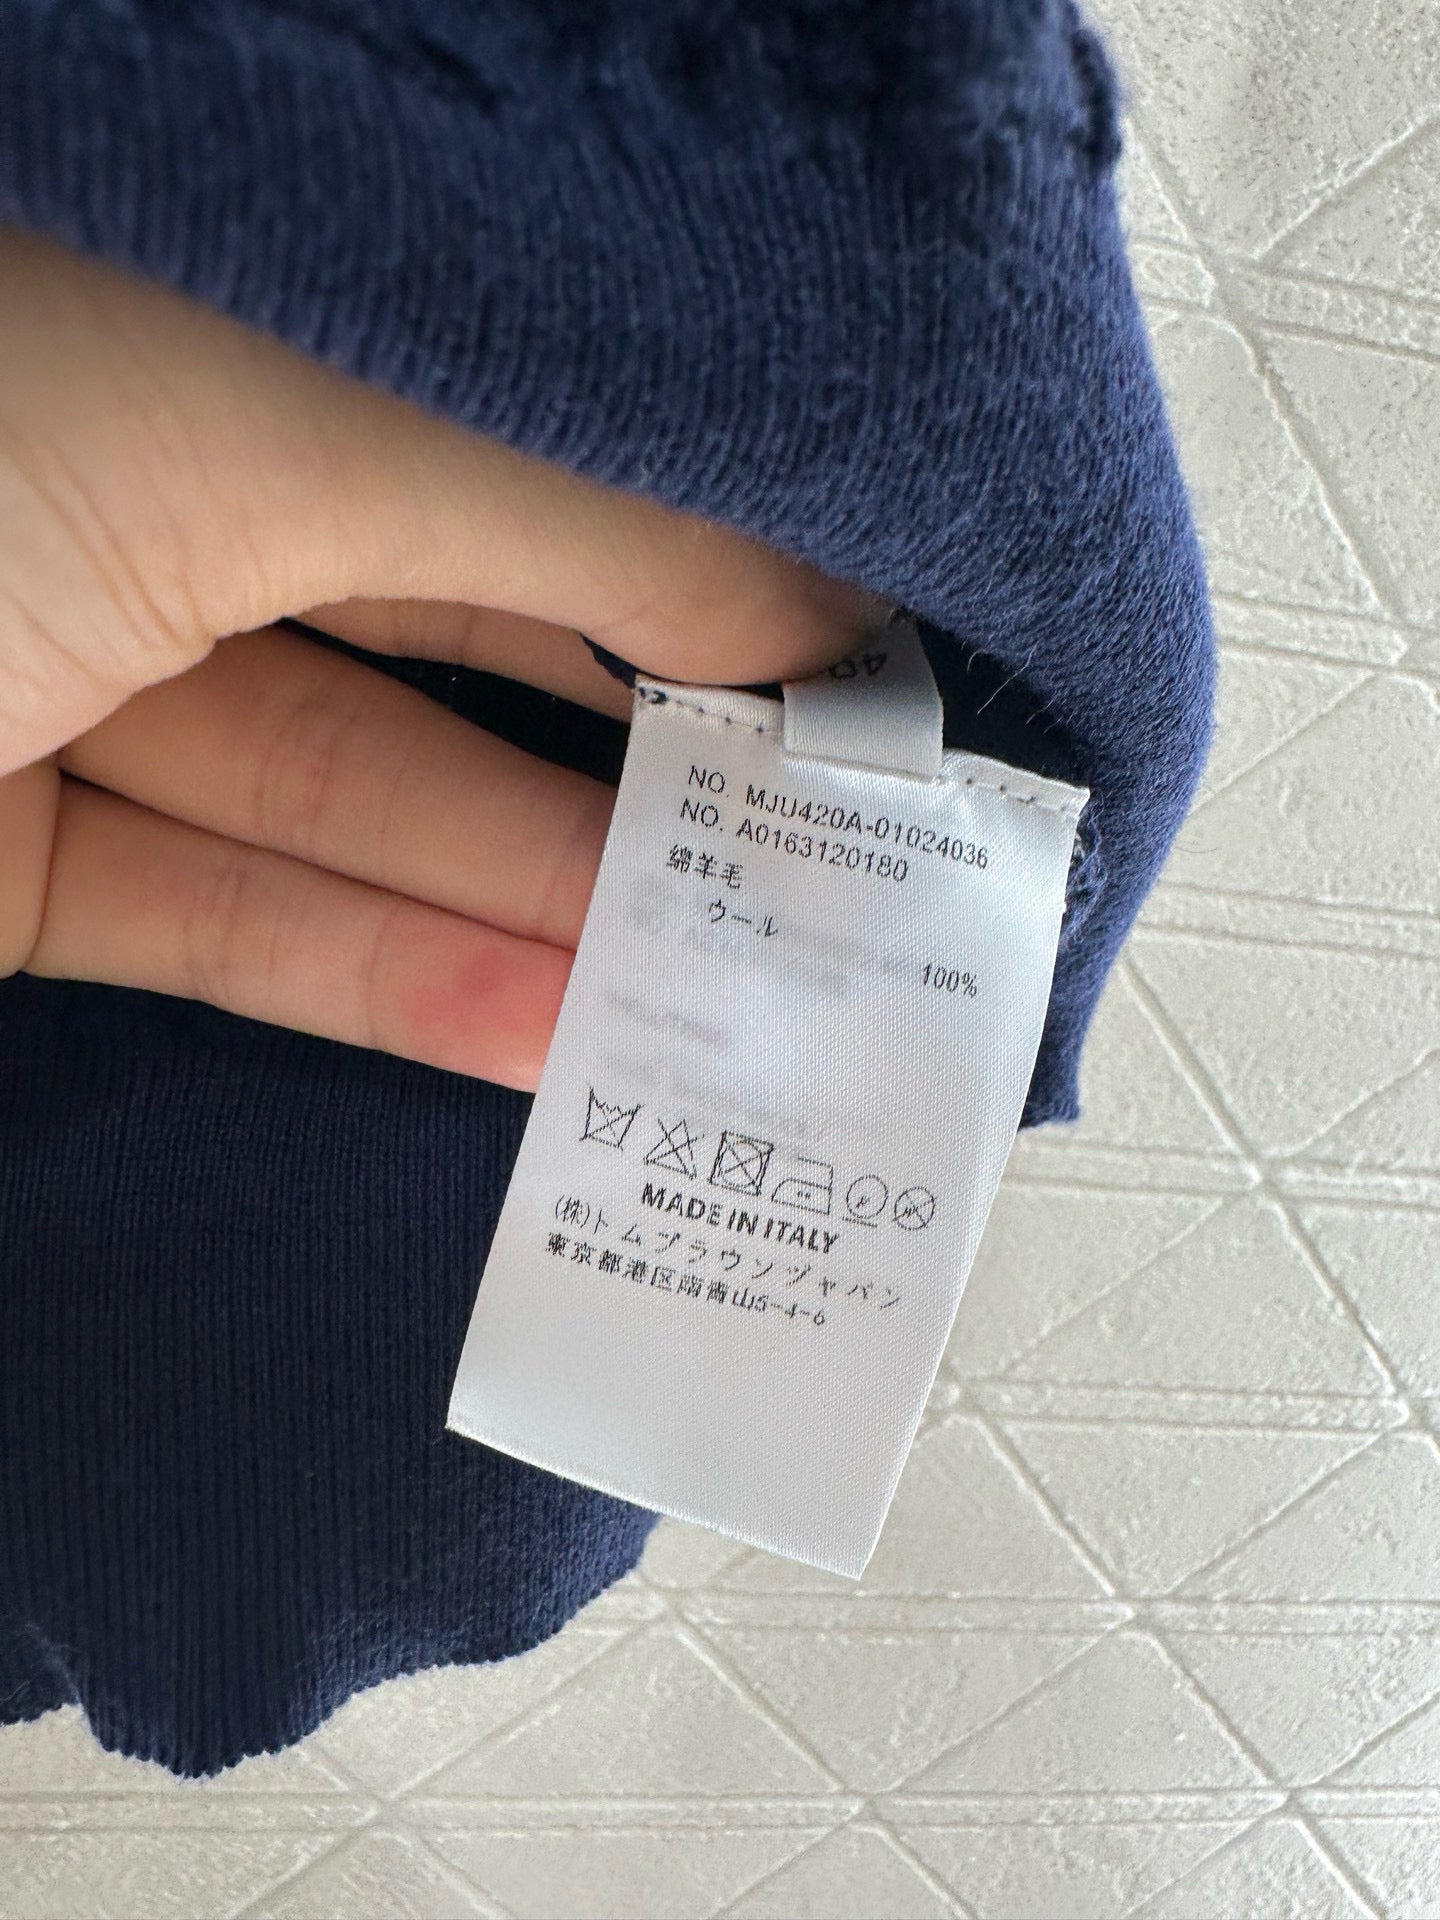 40
NO. MJU420A-01024036
NO. A0163120180
绵羊毛
ウール
100%
MADE IN ITALY
(株)トムブラウンジャパン
東京都港区南青山5-4-6